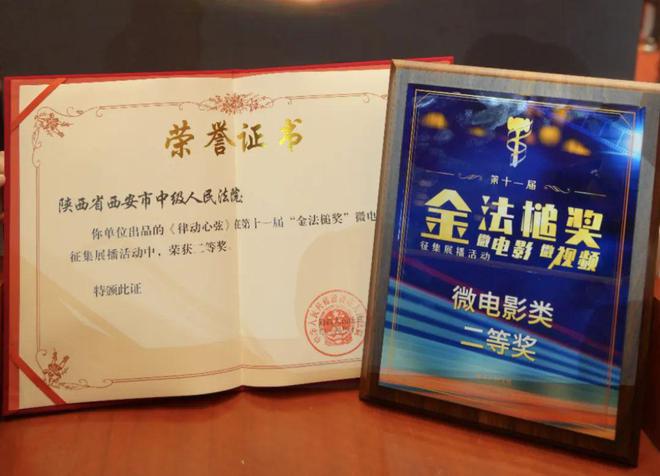 荣誉证书
陕西省西安市中级人民法院
你单位出品的《律动心弦》在第十一届“金法槌奖”微电
征集展播活动中，荣获二等奖。
特颁此证
第十一届
金法槌奖
微电影 微视频
征集展播活动
微电影类
二等奖